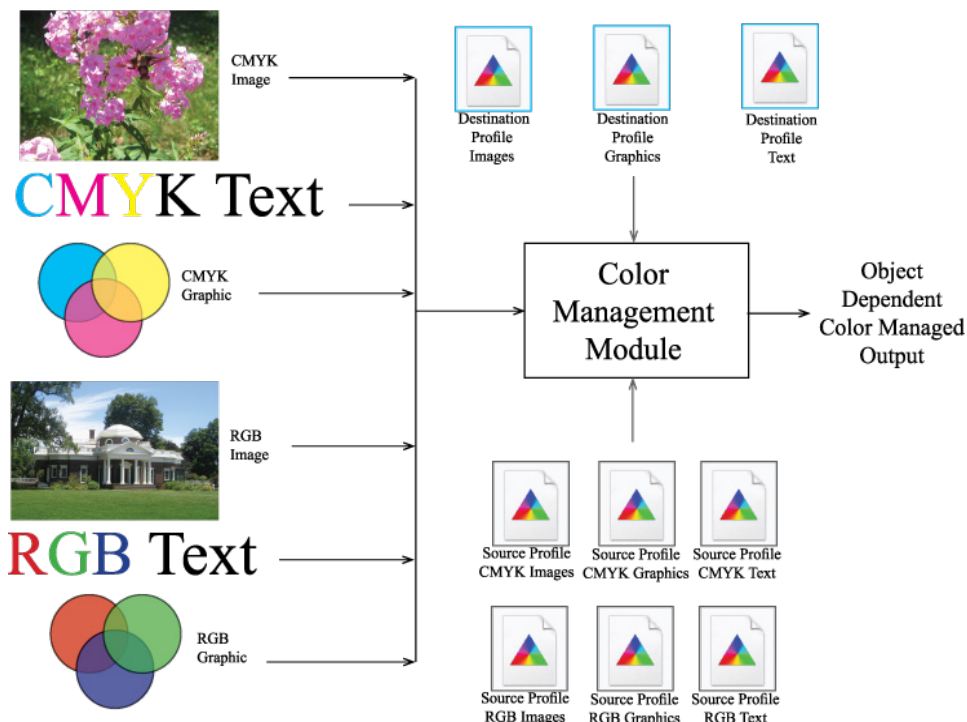 CMYK
Image
CMYK Text
CMYK
Graphic
RGB
Image
RGB Text
RGB
Graphic
Destination
Profile
Images
Destination
Profile
Graphics
Destination
Profile
Text
Color
Management
Module
Object
Dependent
Color Managed
Output
Source Profile
CMYK Images
Source Profile
CMYK Graphics
Source Profile
CMYK Text
Source Profile
RGB Images
Source Profile
RGB Graphics
Source Profile
RGB Text